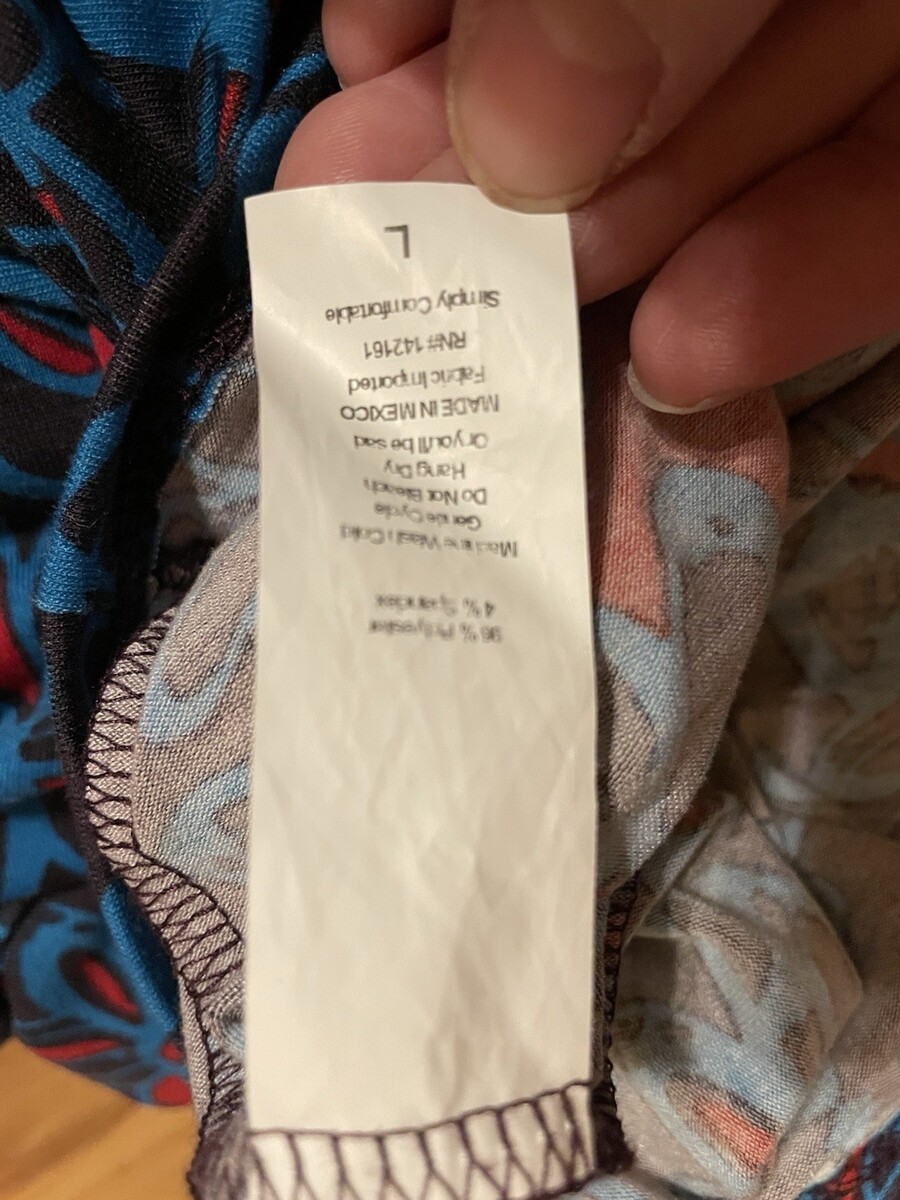 96 % Polyester
4 % Spandex
Machine Wash Cold
Gentle Cycle
Do Not Bleach
Hang Dry
Or you'll be sad
MADE IN MEXICO
Fabric Imported
RN# 142161
Simply Comfortable
L